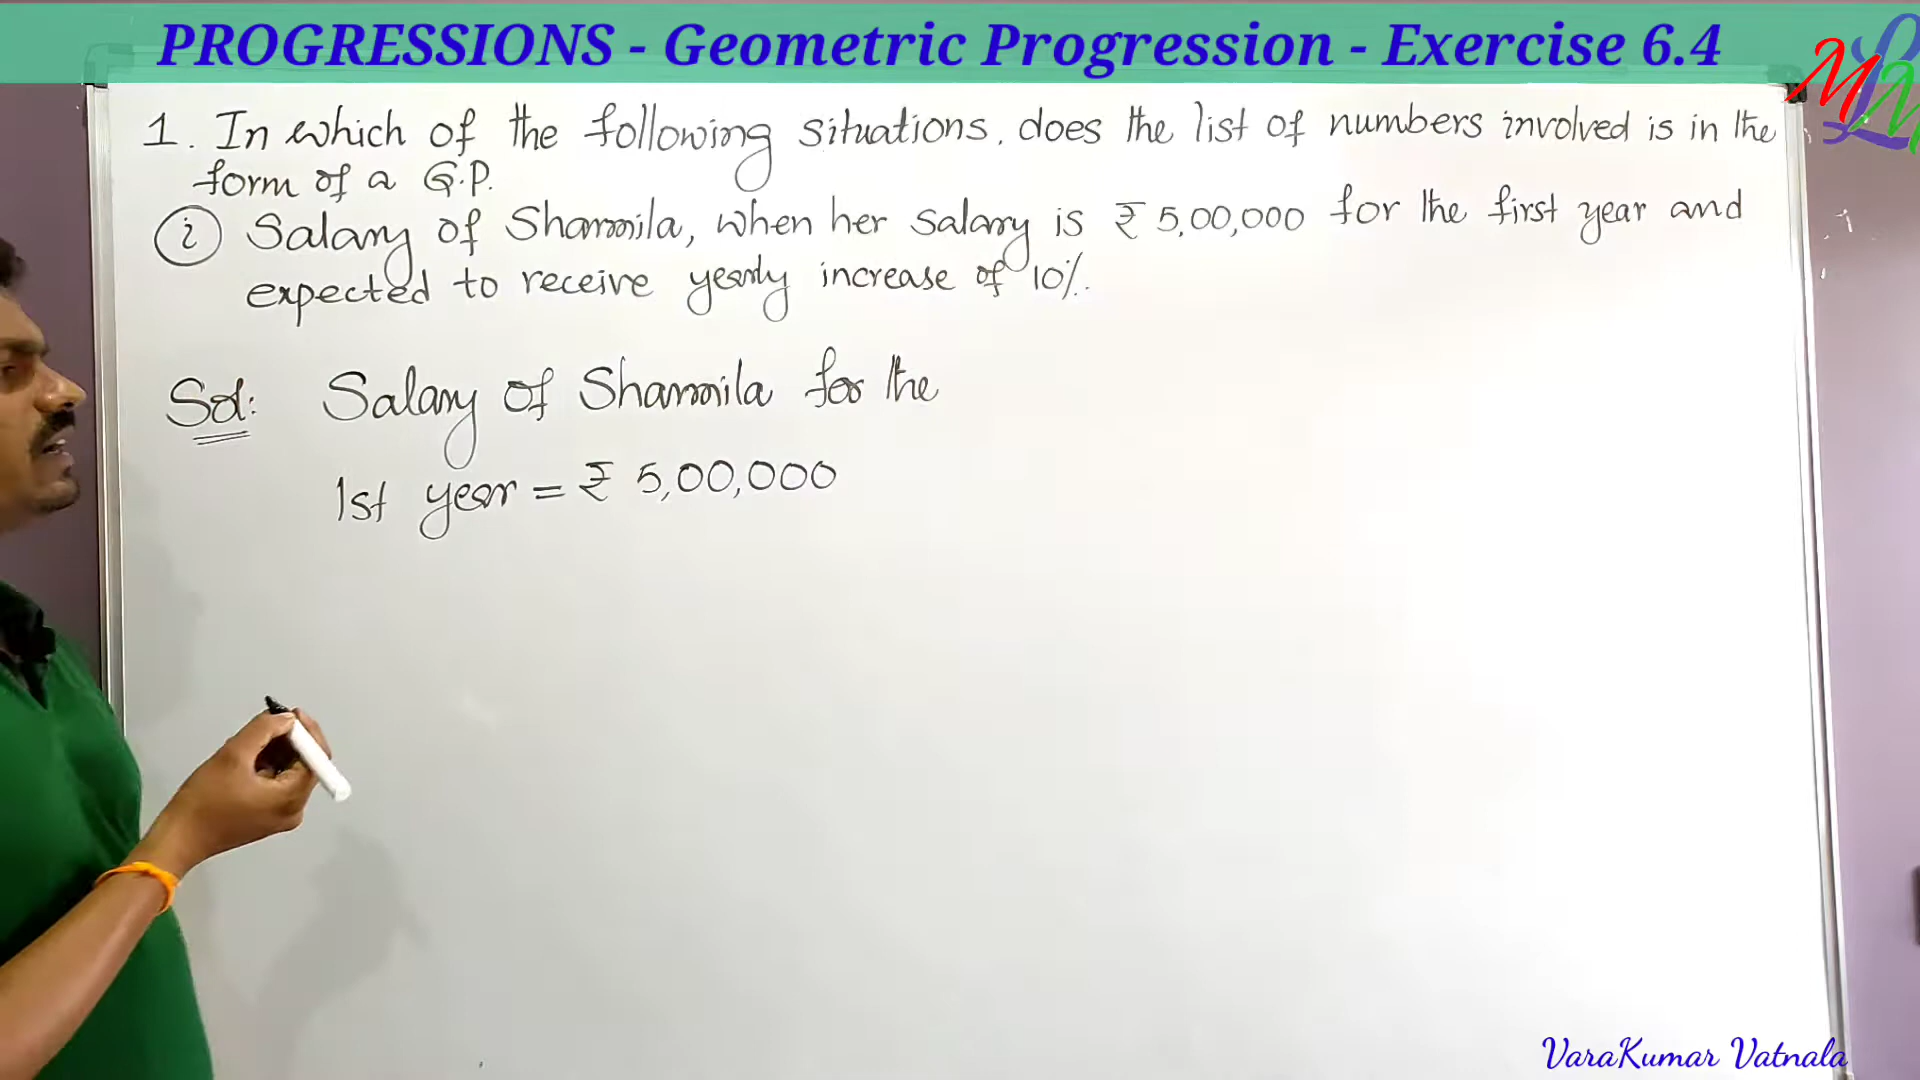 PROGRESSIONS - Geometric Progression - Exercise 6.4
MLM
1. In which of the following situations, does the list of numbers involved is in the
form of a G.P.
(i) Salary of Sharmila, when her salary is ₹ 5,00,000 for the first year and
expected to receive yearly increase of 10%.
Sol: Salary of Sharmila for the
1st year = ₹ 5,00,000
VaraKumar Vatnala